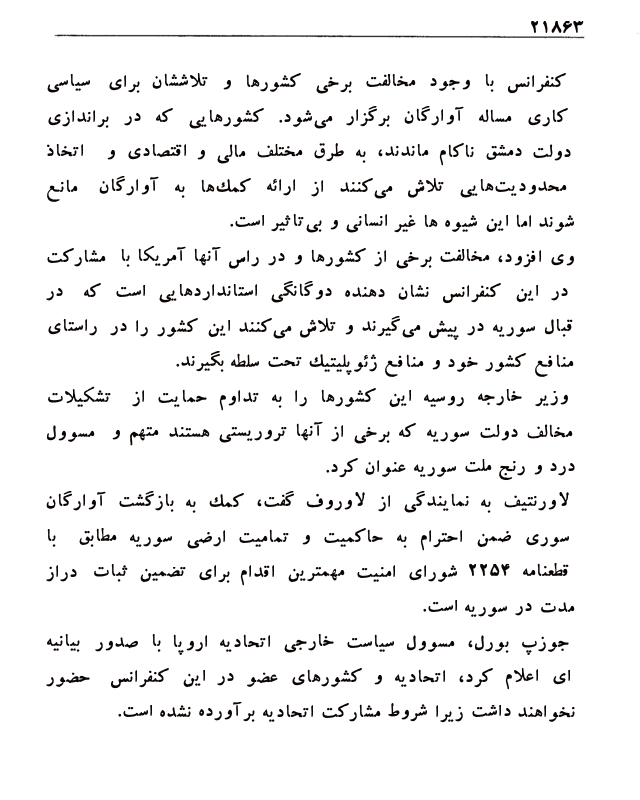 ۲۱۸۶۳
کنفرانس با وجود مخالفت برخی کشورها و تلاششان برای سیاسی
کاری مساله آوارگان برگزار می‌شود. کشورهایی که در براندازی
دولت دمشق ناکام ماندند، به طرق مختلف مالی و اقتصادی و اتخاذ
محدودیت‌هایی تلاش می‌کنند از ارائه کمك‌ها به آوارگان مانع
شوند اما این شیوه ها غیر انسانی و بی‌تاثیر است.
وی افزود، مخالفت برخی از کشورها و در راس آنها آمریکا با مشارکت
در این کنفرانس نشان دهنده دوگانگی استانداردهایی است که در
قبال سوریه در پیش می‌گیرند و تلاش می‌کنند این کشور را در راستای
منافع کشور خود و منافع ژئوپلیتیك تحت سلطه بگیرند.
وزیر خارجه روسیه این کشورها را به تداوم حمایت از تشکیلات
مخالف دولت سوریه که برخی از آنها تروریستی هستند متهم و مسوول
درد و رنج ملت سوریه عنوان کرد.
لاورنتیف به نمایندگی از لاوروف گفت، کمك به بازگشت آوارگان
سوری ضمن احترام به حاکمیت و تمامیت ارضی سوریه مطابق با
قطعنامه ۲۲۵۴ شورای امنیت مهمترین اقدام برای تضمین ثبات دراز
مدت در سوریه است.
جوزپ بورل، مسوول سیاست خارجی اتحادیه اروپا با صدور بیانیه
ای اعلام کرد، اتحادیه و کشورهای عضو در این کنفرانس حضور
نخواهند داشت زیرا شروط مشارکت اتحادیه برآورده نشده است.